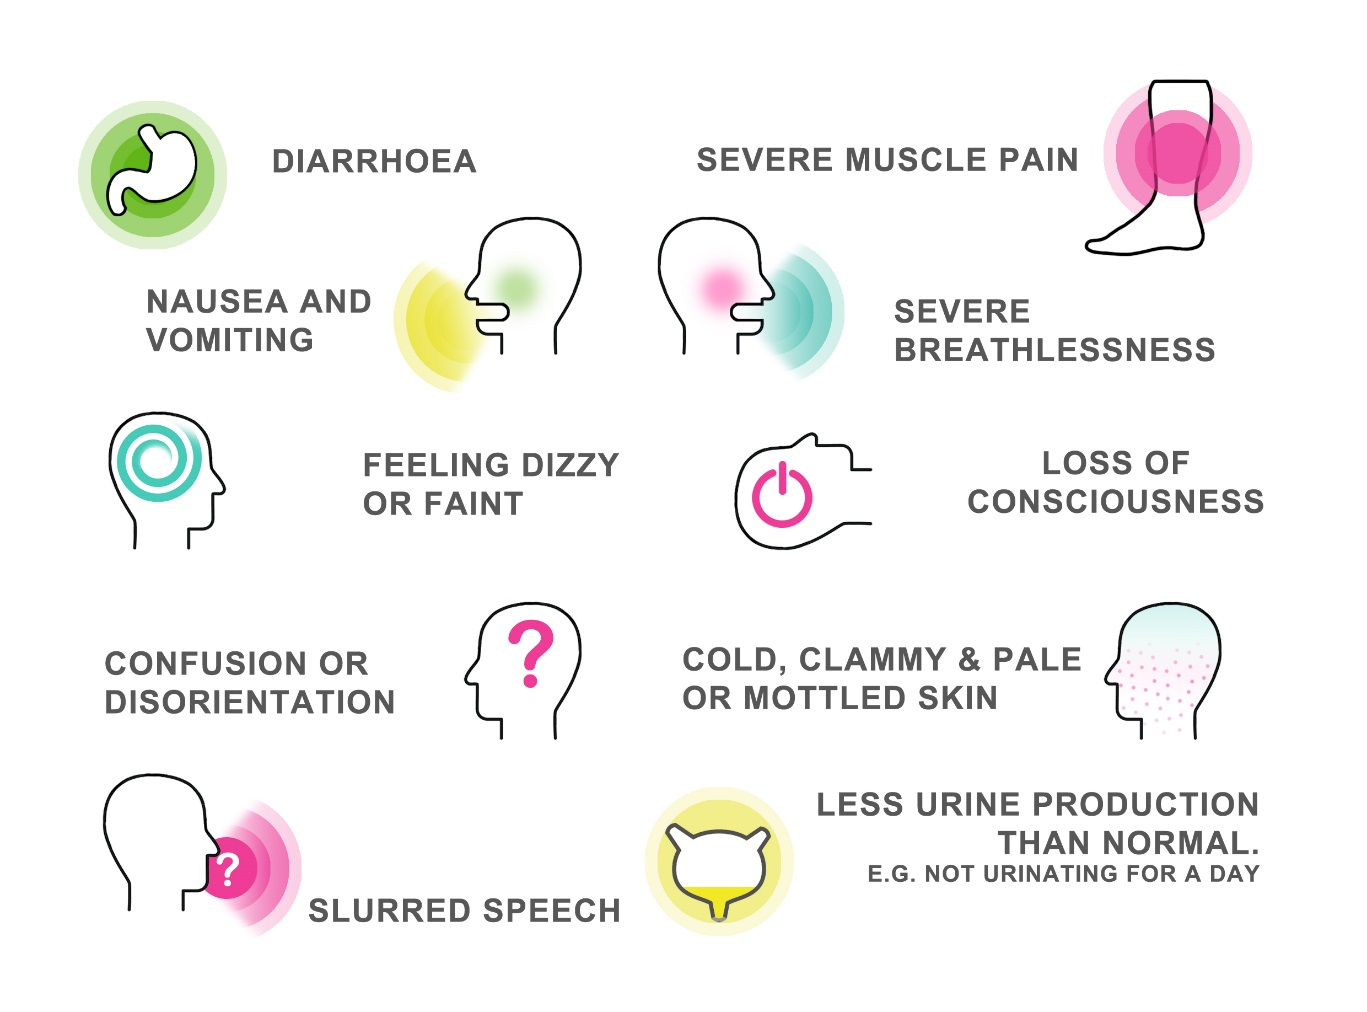 DIARRHOEA
SEVERE MUSCLE PAIN
NAUSEA AND
VOMITING
SEVERE
BREATHLESSNESS
FEELING DIZZY
OR FAINT
LOSS OF
CONSCIOUSNESS
?
CONFUSION OR
DISORIENTATION
COLD, CLAMMY & PALE
OR MOTTLED SKIN
?
SLURRED SPEECH
LESS URINE PRODUCTION
THAN NORMAL.
E.G. NOT URINATING FOR A DAY